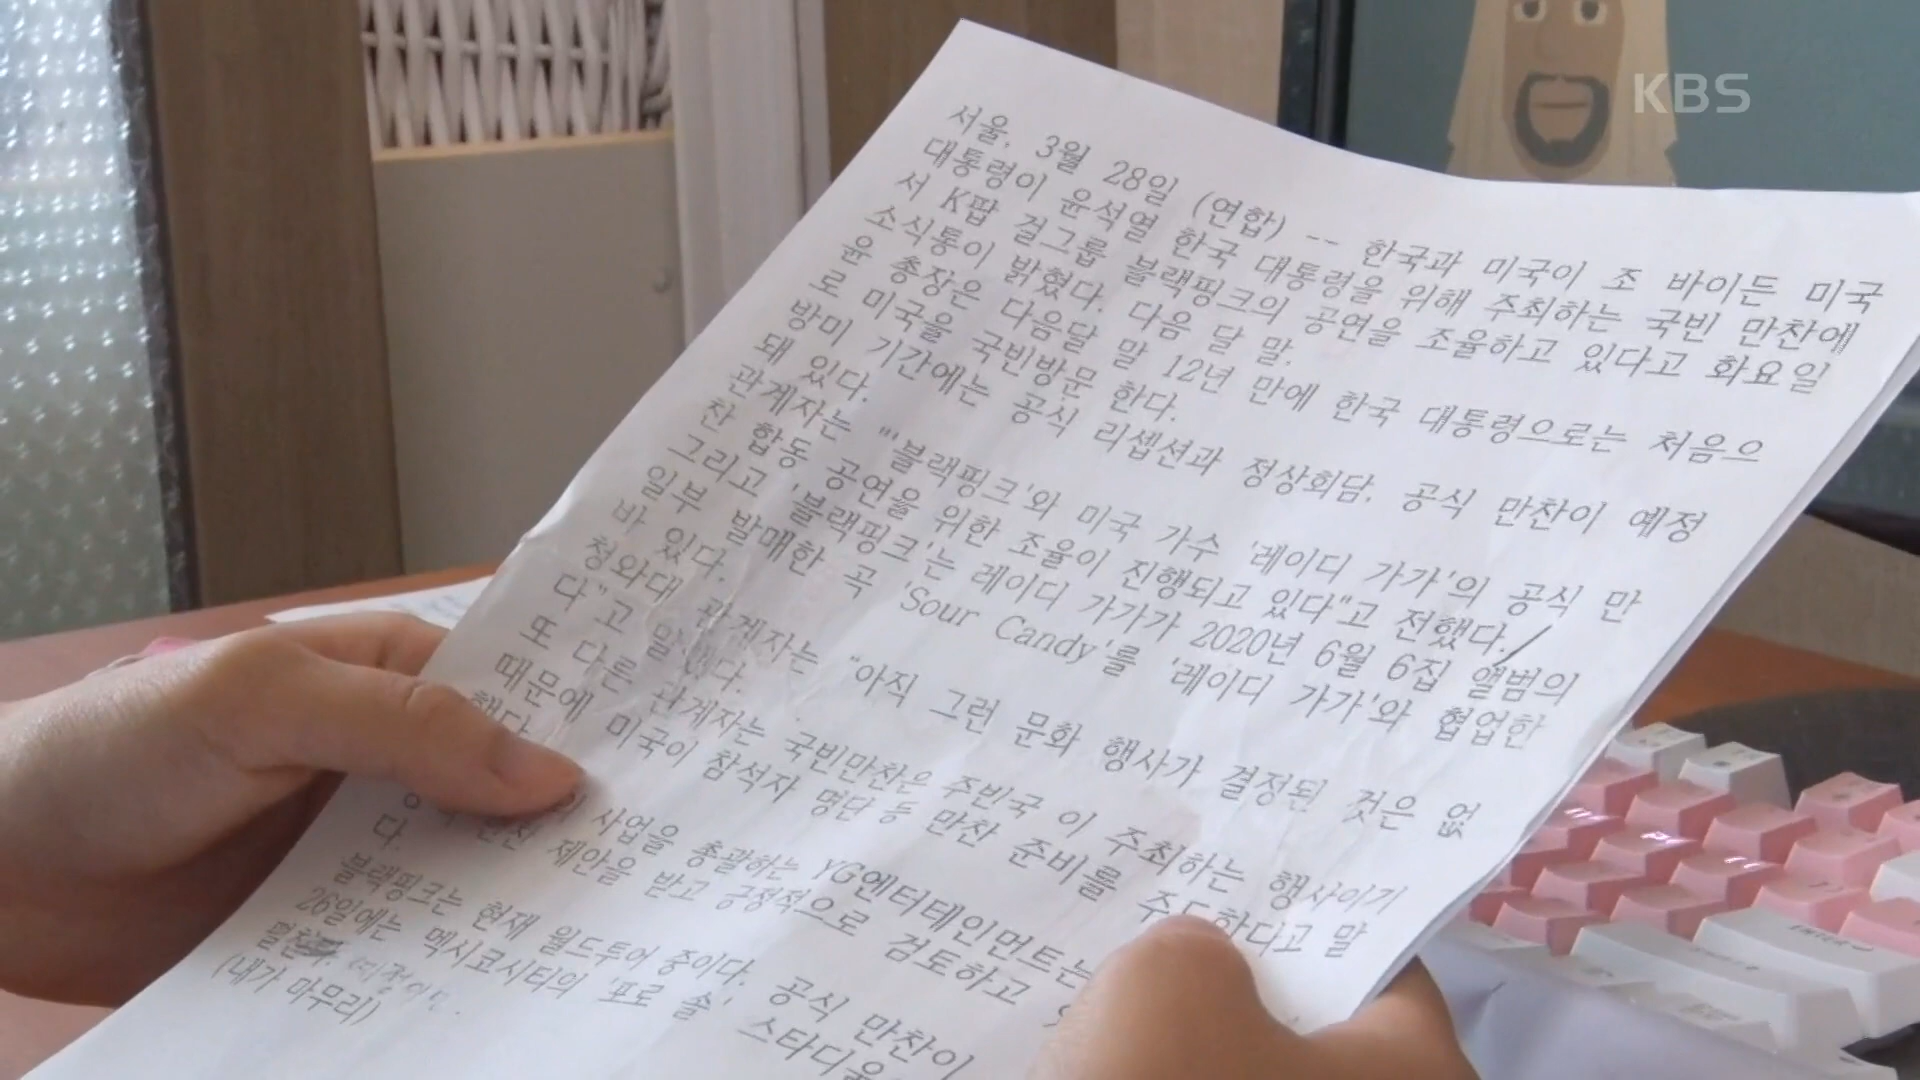 KBS
서울, 3월 28일 (연합) -- 한국과 미국이 조 바이든 미국
대통령이 윤석열 한국 대통령을 위해 주최하는 국빈 만찬에
서 K팝 걸그룹 블랙핑크의 공연을 조율하고 있다고 화요일
소식통이 밝혔다. 다음 달 말.
윤 총장은 다음달 말 12년 만에 한국 대통령으로는 처음으
로 미국을 국빈방문 한다.
방미 기간에는 공식 리셉션과 정상회담, 공식 만찬이 예정
돼 있다.
관계자는 "'블랙핑크'와 미국 가수 '레이디 가가'의 공식 만
찬 합동 공연을 위한 조율이 진행되고 있다"고 전했다.
그리고 '블랙핑크'는 레이디 가가가 2020년 6월 6집 앨범의
일부 발매한 곡 'Sour Candy'를 '레이디 가가'와 협업한
바 있다.
청와대 관계자는 "아직 그런 문화 행사가 결정된 것은 없
다"고 말했다.
또 다른 관계자는 국빈만찬은 주빈국 이 주최하는 행사이기
때문에 미국이 참석자 명단 등 만찬 준비를 주도하다고 말
했다.
사업을 총괄하는 YG엔터테인먼트는
제안을 받고 긍정적으로 검토하고
다.
블랙핑크는 현재 월드투어 중이다. 공식 만찬이
26일에는 멕시코시티의 '포로 솔' 스타디움
예정이다.
(내가 마무리)